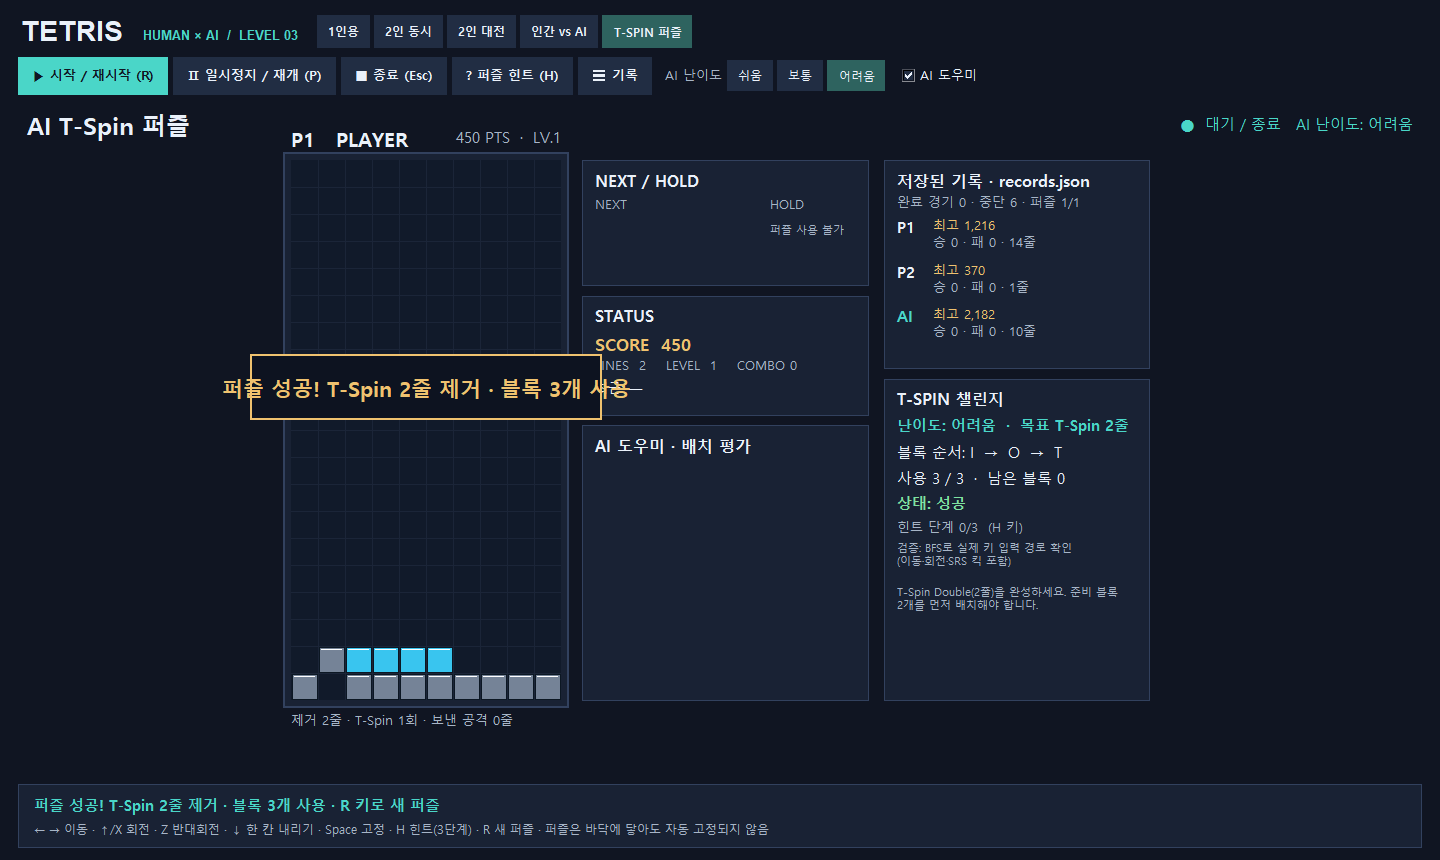 TETRIS HUMAN × AI / LEVEL 03 1인용 2인 동시 2인 대전 인간 vs AI T-SPIN 퍼즐
▶ 시작 / 재시작 (R) Ⅱ 일시정지 / 재개 (P) ■ 종료 (Esc) ? 퍼즐 힌트 (H) ☰ 기록 AI 난이도 쉬움 보통 어려움 AI 도우미
AI T-Spin 퍼즐
● 대기 / 종료 AI 난이도: 어려움
P1 PLAYER 450 PTS · LV.1
NEXT / HOLD
NEXT HOLD
퍼즐 사용 불가
STATUS
SCORE 450
INES 2 LEVEL 1 COMBO 0
퍼즐 성공! T-Spin 2줄 제거 · 블록 3개 사용
AI 도우미 · 배치 평가
제거 2줄 · T-Spin 1회 · 보낸 공격 0줄
저장된 기록 · records.json
완료 경기 0 · 중단 6 · 퍼즐 1/1
P1 최고 1,216
승 0 · 패 0 · 14줄
P2 최고 370
승 0 · 패 0 · 1줄
AI 최고 2,182
승 0 · 패 0 · 10줄
T-SPIN 챌린지
난이도: 어려움 · 목표 T-Spin 2줄
블록 순서: I → O → T
사용 3 / 3 · 남은 블록 0
상태: 성공
힌트 단계 0/3 (H 키)
검증: BFS로 실제 키 입력 경로 확인
(이동·회전·SRS 킥 포함)
T-Spin Double(2줄)을 완성하세요. 준비 블록
2개를 먼저 배치해야 합니다.
퍼즐 성공! T-Spin 2줄 제거 · 블록 3개 사용 · R 키로 새 퍼즐
← → 이동 · ↑/X 회전 · Z 반대회전 · ↓ 한 칸 내리기 · Space 고정 · H 힌트(3단계) · R 새 퍼즐 · 퍼즐은 바닥에 닿아도 자동 고정되지 않음